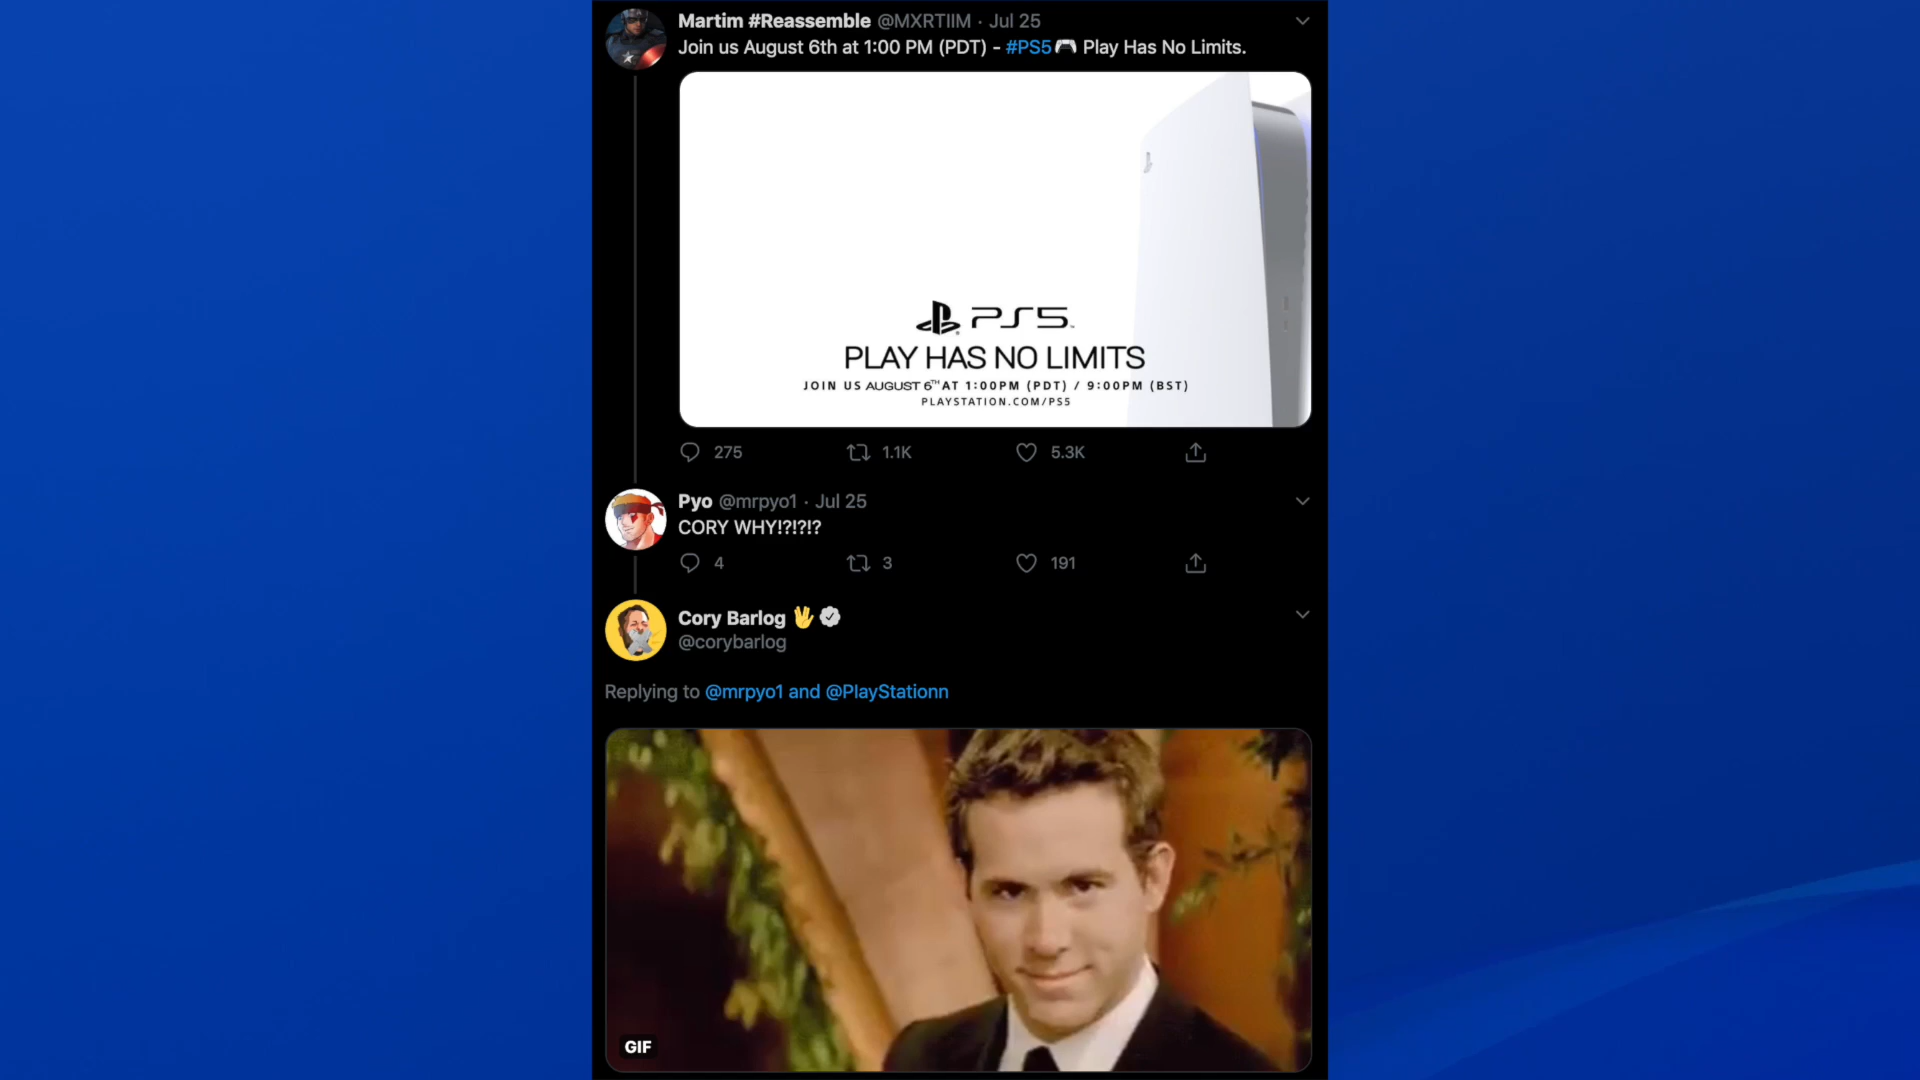 Martim #Reassemble @MXRTIIM · Jul 25
Join us August 6th at 1:00 PM (PDT) - #PS5🎮 Play Has No Limits.
PS5™
PLAY HAS NO LIMITS
JOIN US AUGUST 6TH AT 1:00PM (PDT) / 9:00PM (BST)
PLAYSTATION.COM/PS5
275 1.1K 5.3K
Pyo @mrpyo1 · Jul 25
CORY WHY!?!?!?
4 3 191
Cory Barlog 🖖
@corybarlog
Replying to @mrpyo1 and @PlayStationn
GIF